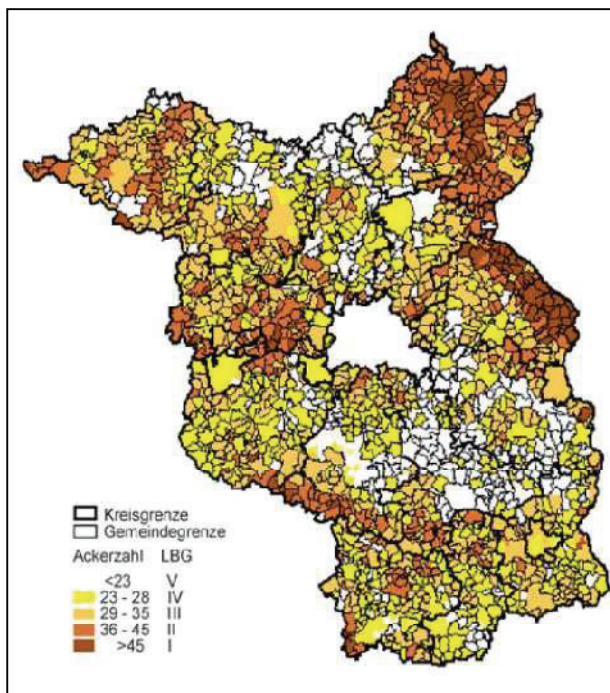 Kreisgrenze
Gemeindegrenze
Ackerzahl LBG
<23 V
23 - 28 IV
29 - 35 III
36 - 45 II
>45 I